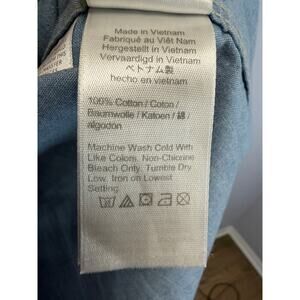 Made in Vietnam
Fabriqué au Viêt Nam
Hergestellt in Vietnam
Vervaardigd in Vietnam
ベトナム製
hecho en vietnam
100% Cotton / Coton /
Baumwolle / Katoen / 綿 /
algodón
Machine Wash Cold With
Like Colors. Non-Chlorine
Bleach Only. Tumble Dry
Low. Iron on Lowest
Setting.